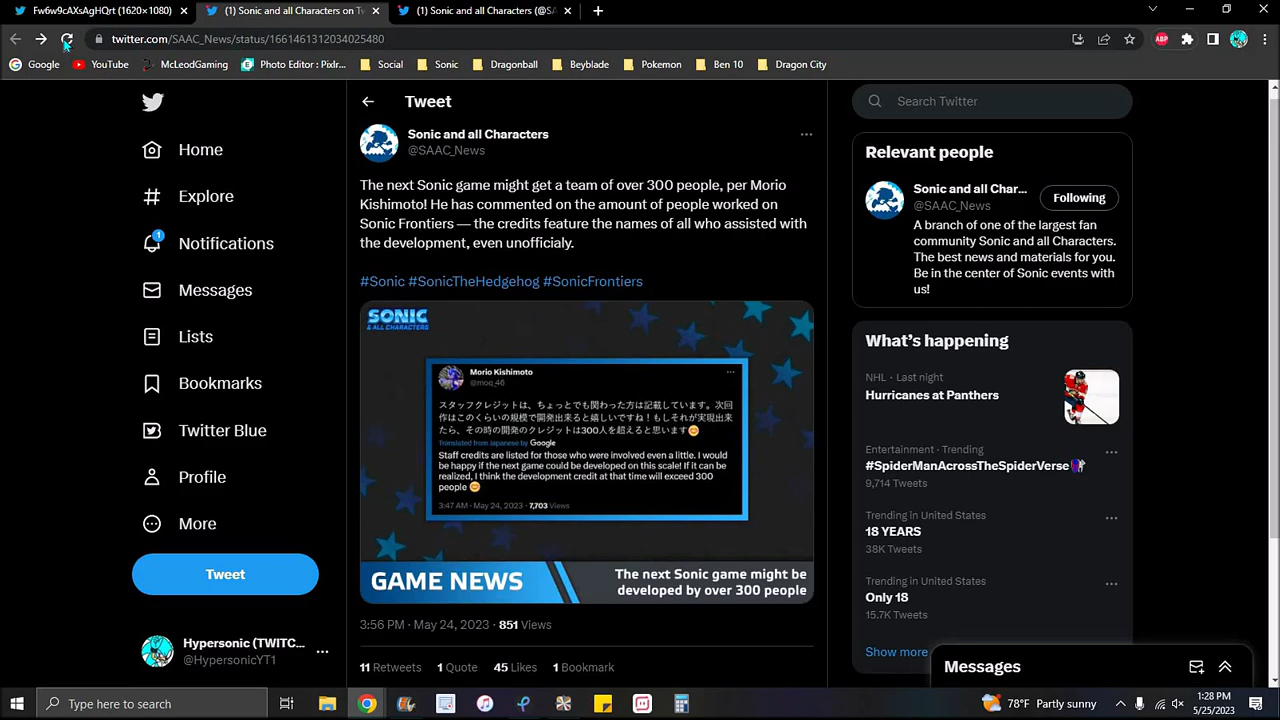 Fw6w9cAXsAgHQrt (1620×1080)
(1) Sonic and all Characters on Tw
(1) Sonic and all Characters (@SA
twitter.com/SAAC_News/status/1661461312034025480
Google
YouTube
McLeodGaming
Photo Editor : Pixlr...
Social
Sonic
Dragonball
Beyblade
Pokemon
Ben 10
Dragon City
ABP
Home
Explore
1
Notifications
Messages
Lists
Bookmarks
Twitter Blue
Profile
More
Tweet
Hypersonic (TWITC...
@HypersonicYT1
Tweet
Sonic and all Characters
@SAAC_News
The next Sonic game might get a team of over 300 people, per Morio
Kishimoto! He has commented on the amount of people worked on
Sonic Frontiers — the credits feature the names of all who assisted with
the development, even unofficialy.
#Sonic #SonicTheHedgehog #SonicFrontiers
SONIC
& ALL CHARACTERS
Morio Kishimoto
@moq_46
スタッフクレジットは、ちょっとでも関わった方は記載しています。次回
作はこのくらいの規模で開発出来ると嬉しいですね！もしそれが実現出来
たら、その時の開発のクレジットは300人を超えると思います😊
Translated from Japanese by Google
Staff credits are listed for those who were involved even a little. I would
be happy if the next game could be developed on this scale! If it can be
realized, I think the development credit at that time will exceed 300
people 😊
3:47 AM · May 24, 2023 · 7,703 Views
GAME NEWS
The next Sonic game might be
developed by over 300 people
3:56 PM · May 24, 2023 · 851 Views
11 Retweets 1 Quote 45 Likes 1 Bookmark
Search Twitter
Relevant people
Sonic and all Char...
@SAAC_News
Following
A branch of one of the largest fan
community Sonic and all Characters.
The best news and materials for you.
Be in the center of Sonic events with
us!
What's happening
NHL · Last night
Hurricanes at Panthers
Entertainment · Trending
#SpiderManAcrossTheSpiderVerse
9,714 Tweets
Trending in United States
18 YEARS
38K Tweets
Trending in United States
Only 18
15.7K Tweets
Show more
Messages
Type here to search
78°F Partly sunny
1:28 PM
5/25/2023